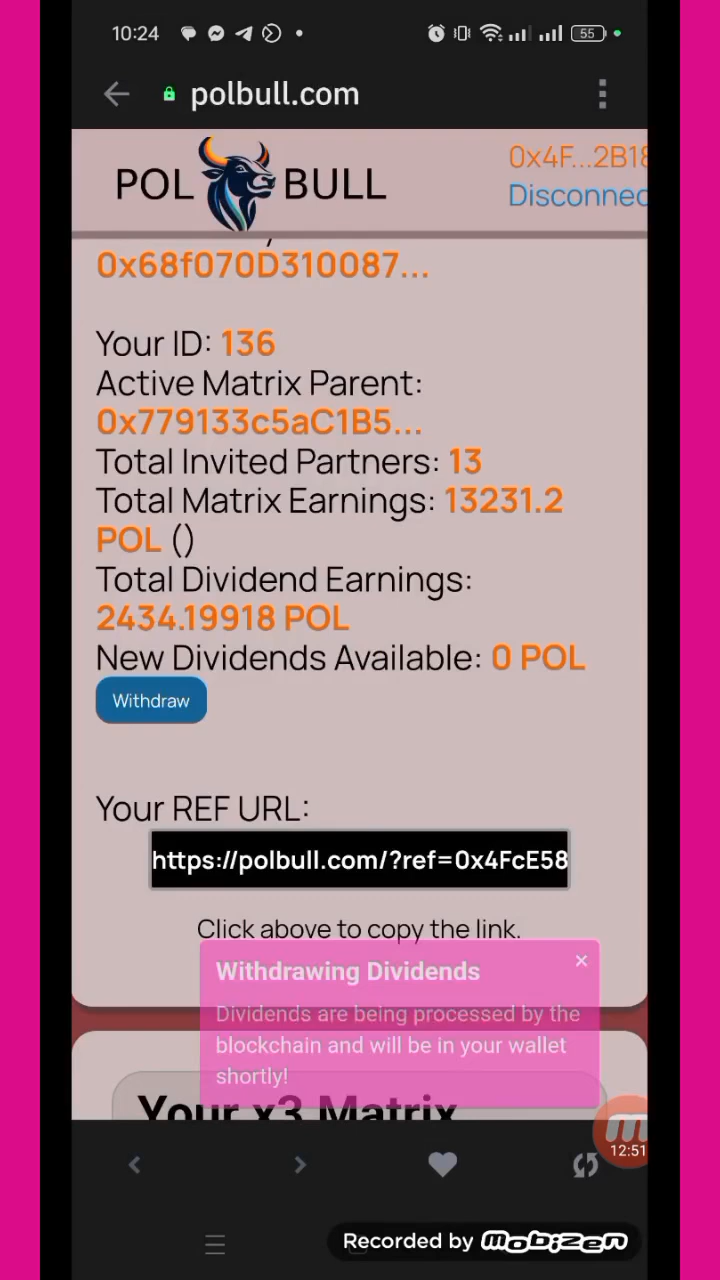 10:24
55
polbull.com
POL BULL
0x4F...2B18
Disconnec
0x68f070D310087...
Your ID: 136
Active Matrix Parent:
0x779133c5aC1B5...
Total Invited Partners: 13
Total Matrix Earnings: 13231.2
POL ()
Total Dividend Earnings:
2434.19918 POL
New Dividends Available: 0 POL
Withdraw
Your REF URL:
https://polbull.com/?ref=0x4FcE58
Click above to copy the link.
Withdrawing Dividends
Dividends are being processed by the
blockchain and will be in your wallet
shortly!
Your x3 Matrix
12:51
Recorded by mobizen